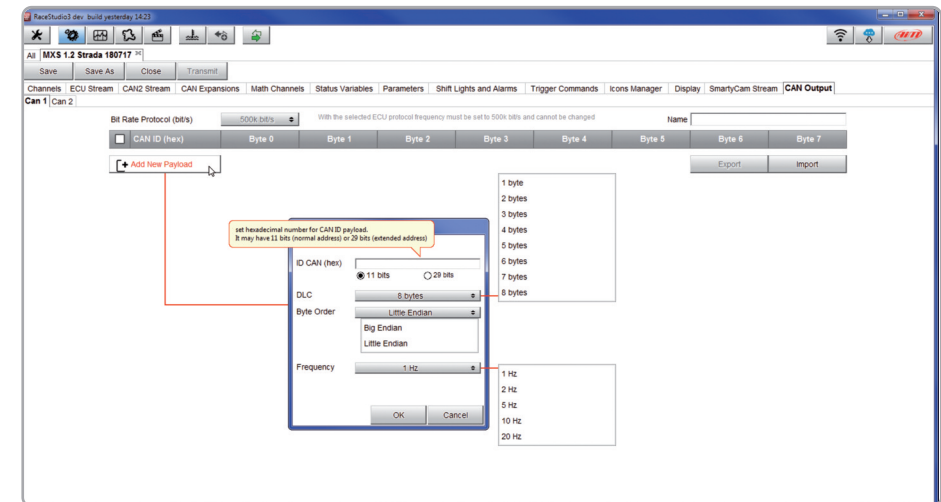 RaceStudio3 dev build yesterday 14:23
AiM
All MXS 1.2 Strada 180717
Save Save As Close Transmit
Channels ECU Stream CAN2 Stream CAN Expansions Math Channels Status Variables Parameters Shift Lights and Alarms Trigger Commands Icons Manager Display SmartyCam Stream CAN Output
Can 1 Can 2
Bit Rate Protocol (bit/s) 500k bit/s With the selected ECU protocol frequency must be set to 500k bit/s and cannot be changed Name
CAN ID (hex) Byte 0 Byte 1 Byte 2 Byte 3 Byte 4 Byte 5 Byte 6 Byte 7
Add New Payload Export Import
1 byte
2 bytes
3 bytes
4 bytes
5 bytes
6 bytes
7 bytes
8 bytes
set hexadecimal number for CAN ID payload.
It may have 11 bits (normal address) or 29 bits (extended address)
ID CAN (hex)
11 bits 29 bits
DLC 8 bytes
Byte Order Little Endian
Big Endian
Little Endian
Frequency 1 Hz
1 Hz
2 Hz
5 Hz
10 Hz
20 Hz
OK Cancel